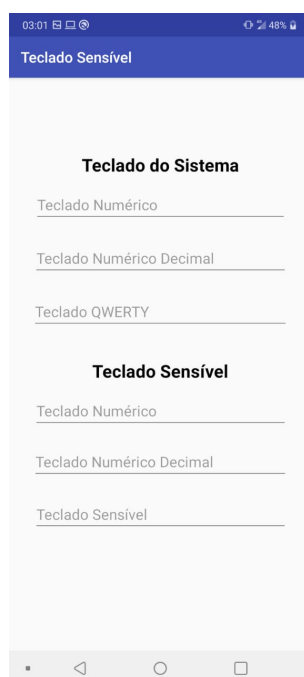 03:01 48%
Teclado Sensível
Teclado do Sistema
Teclado Numérico
Teclado Numérico Decimal
Teclado QWERTY
Teclado Sensível
Teclado Numérico
Teclado Numérico Decimal
Teclado Sensível